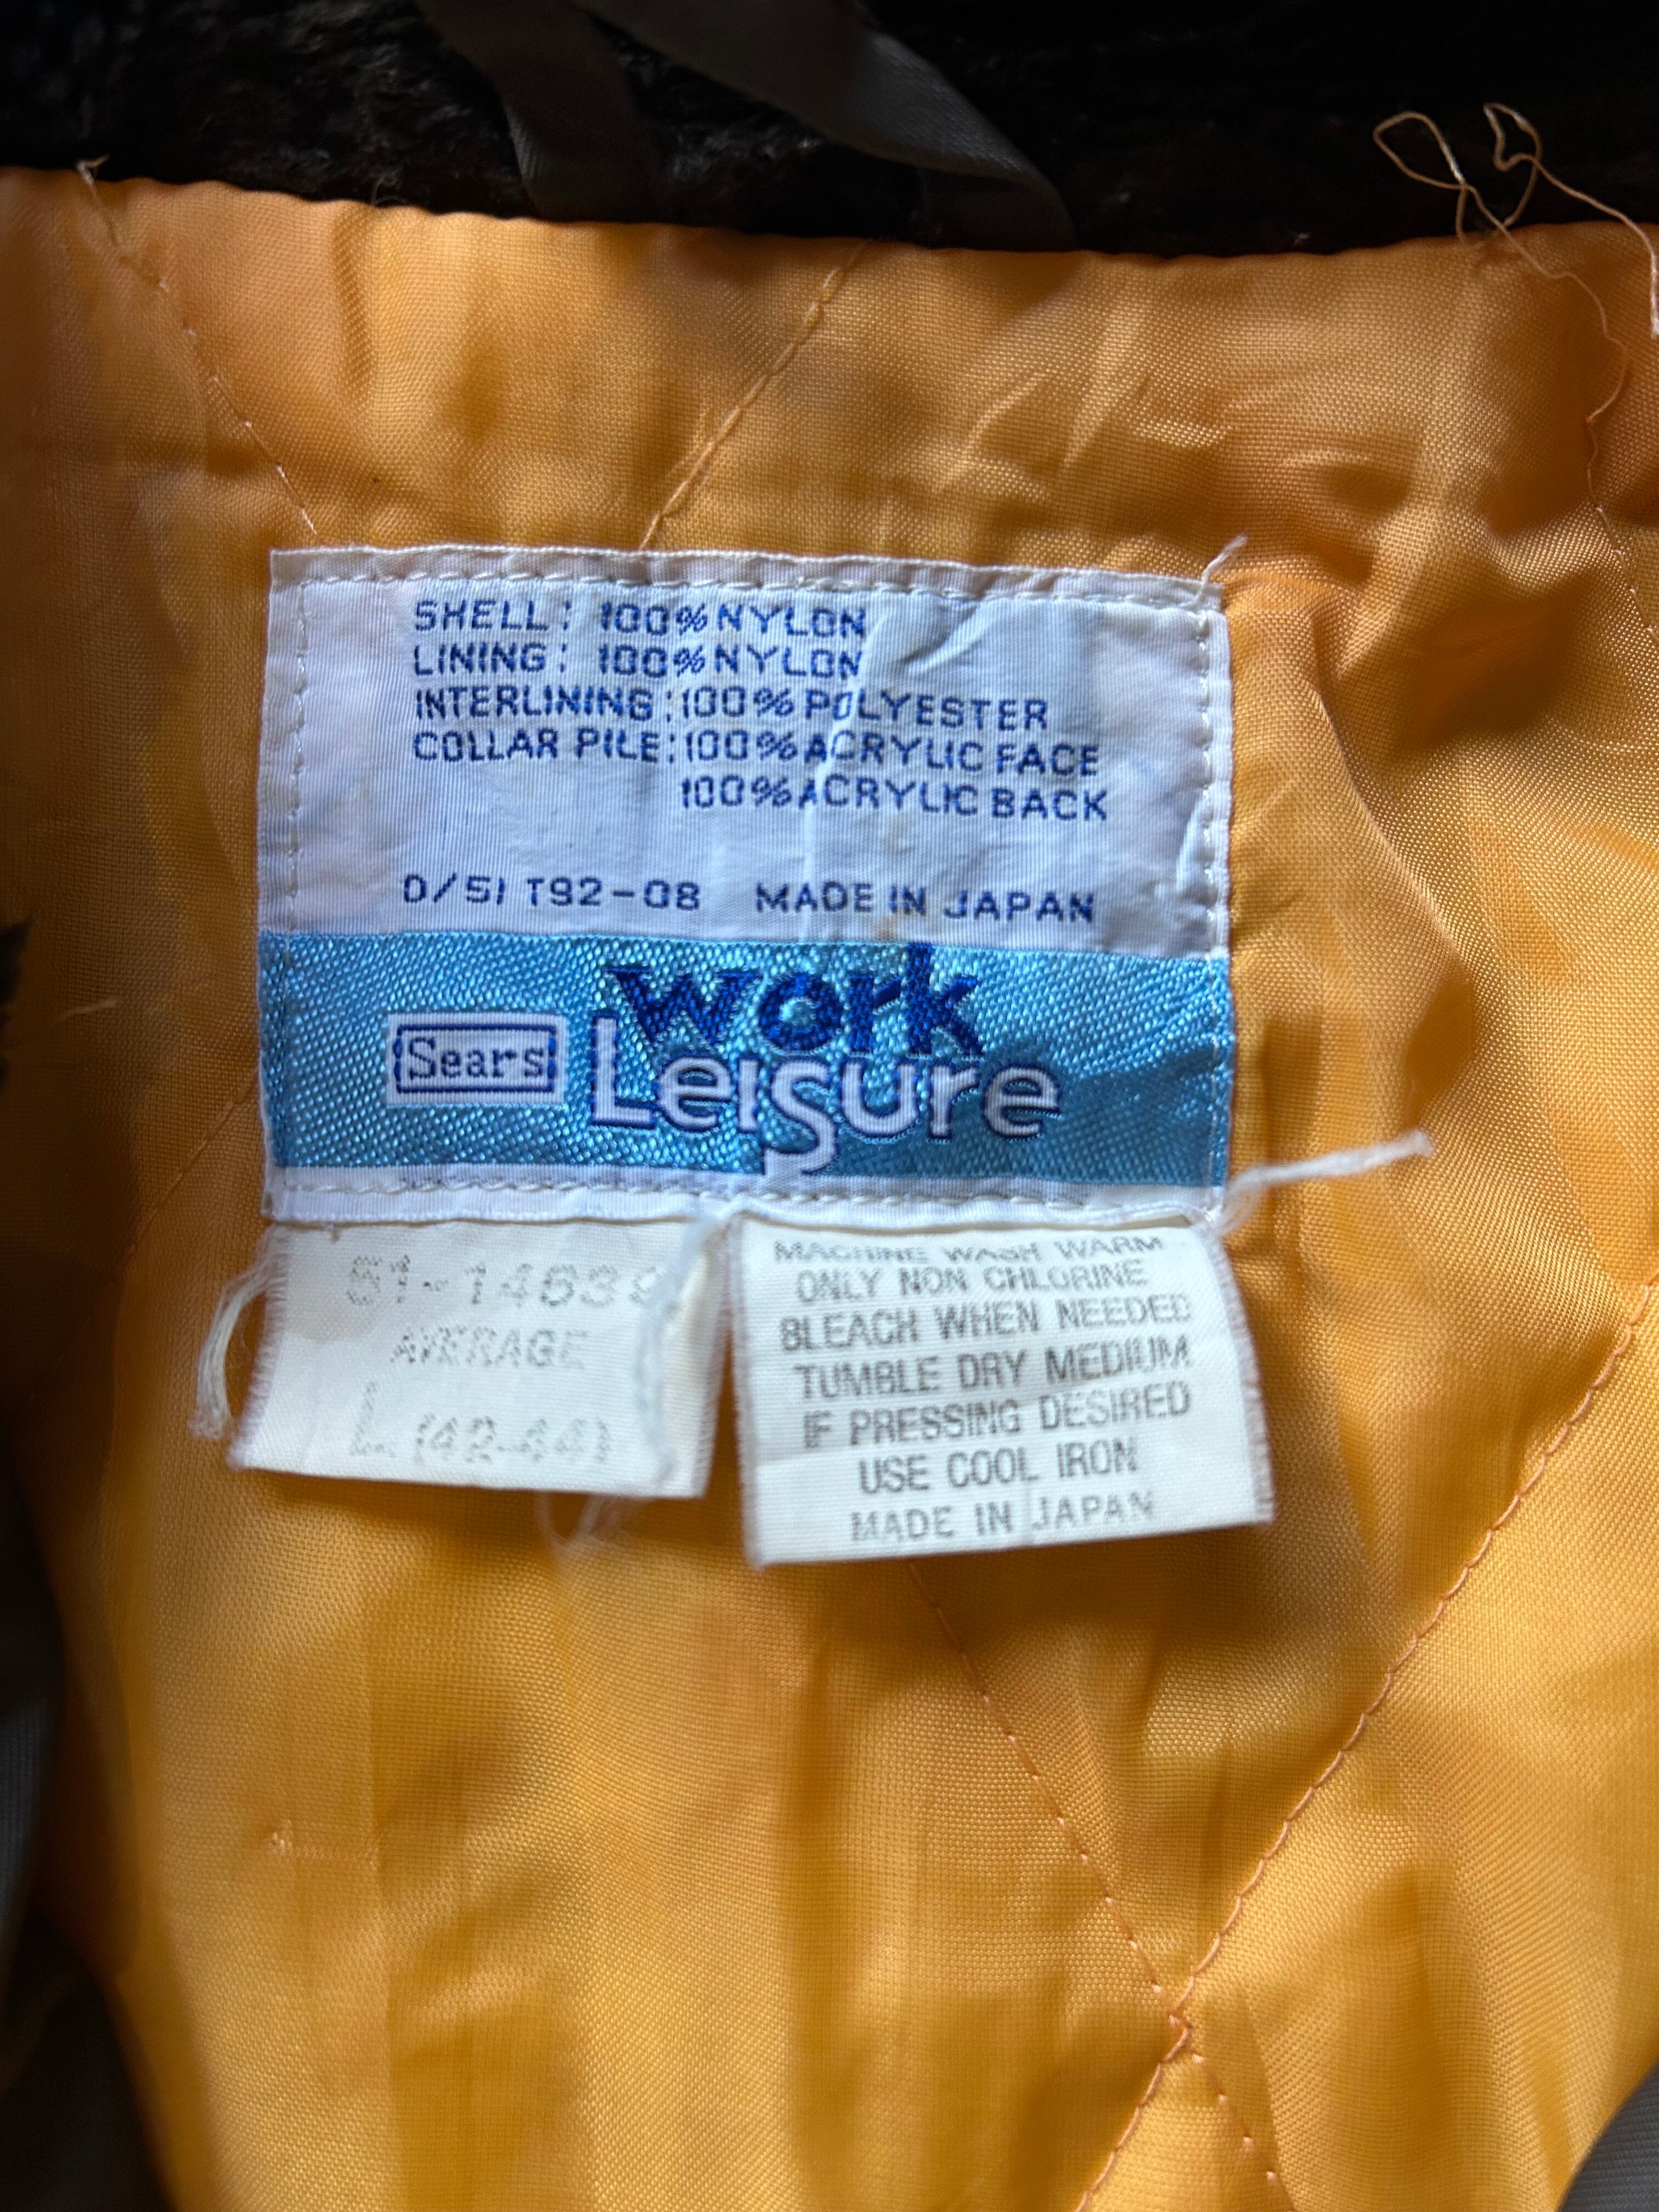 SHELL: 100% NYLON
LINING: 100% NYLON
INTERLINING: 100% POLYESTER
COLLAR PILE: 100% ACRYLIC FACE
100% ACRYLIC BACK
D/51 T92-08 MADE IN JAPAN
Sears work Leisure
AVERAGE
L (42-44)
MACHINE WASH WARM
ONLY NON CHLORINE
BLEACH WHEN NEEDED
TUMBLE DRY MEDIUM
IF PRESSING DESIRED
USE COOL IRON
MADE IN JAPAN